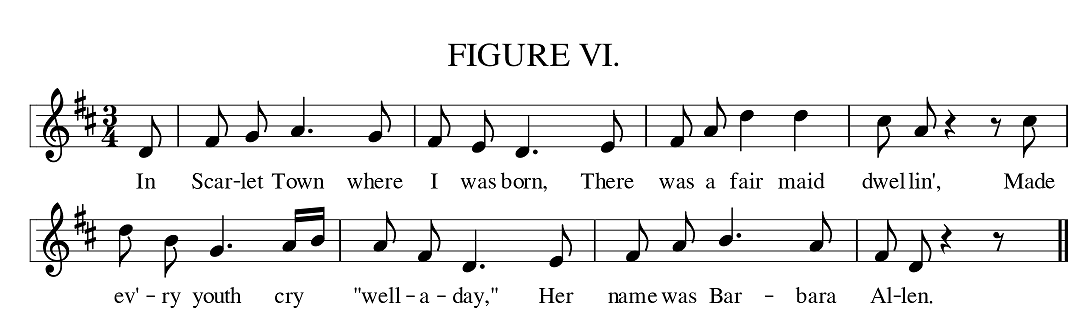 FIGURE VI.
3
4
In Scar-let Town where I was born, There was a fair maid dwel-lin', Made
ev'-ry youth cry "well-a-day," Her name was Bar-bara Al-len.